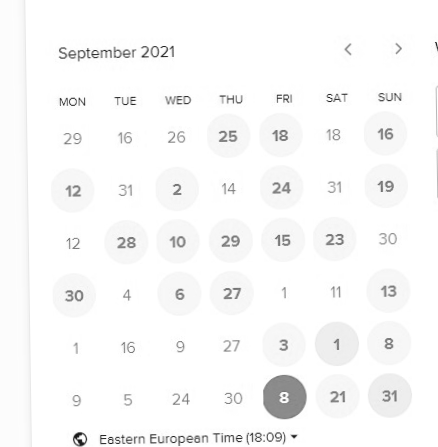 September 2021
MON TUE WED THU FRI SAT SUN
29 16 26 25 18 18 16
12 31 2 14 24 31 19
12 28 10 29 15 23 30
30 4 6 27 1 11 13
1 16 9 27 3 1 8
9 5 24 30 8 21 31
Eastern European Time (18:09)